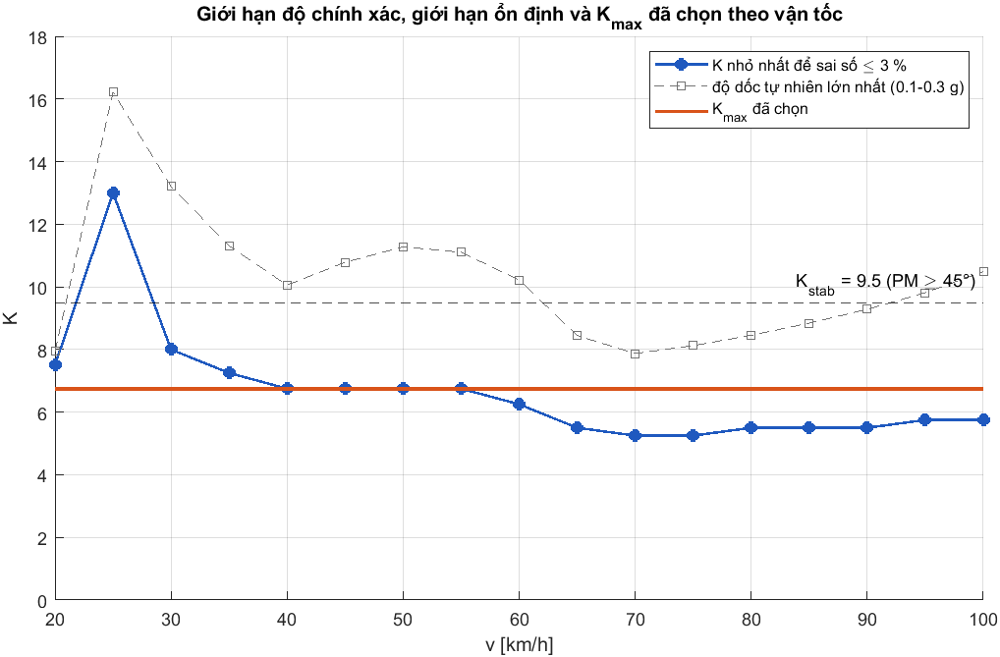 Giới hạn độ chính xác, giới hạn ổn định và Kmax đã chọn theo vận tốc
18
16
14
12
10
8
6
4
2
0
K
K nhỏ nhất để sai số ≤ 3 %
độ dốc tự nhiên lớn nhất (0.1-0.3 g)
Kmax đã chọn
Kstab = 9.5 (PM ≥ 45°)
20 30 40 50 60 70 80 90 100
v [km/h]